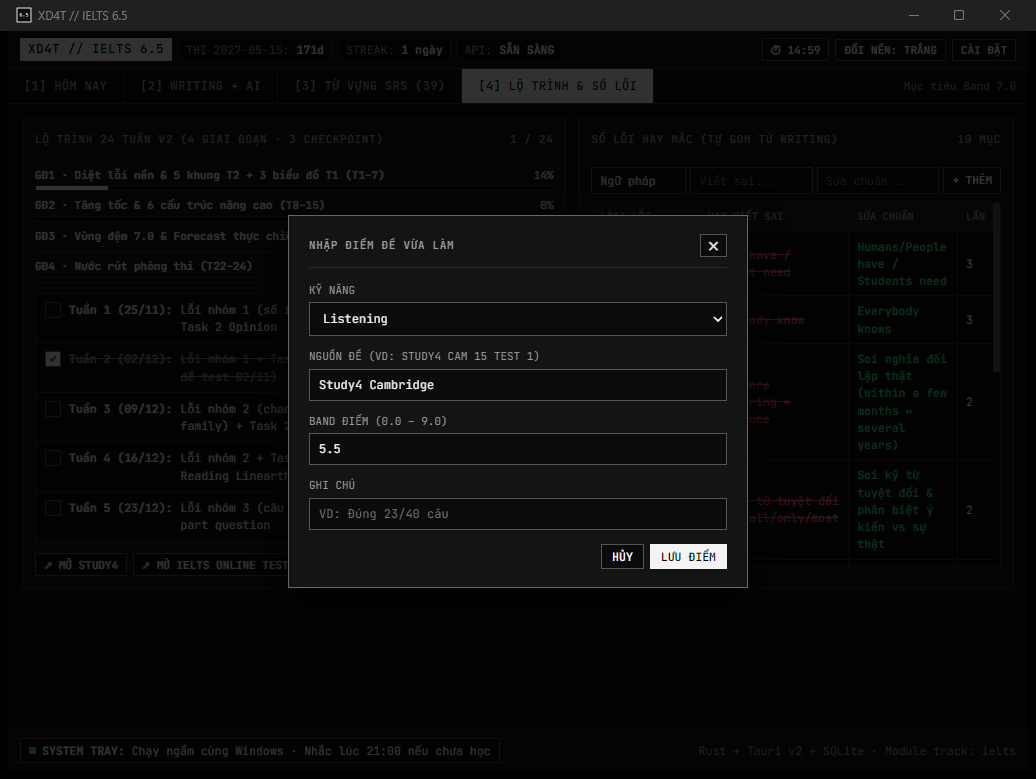 XD4T // IELTS 6.5
XD4T // IELTS 6.5
THI 2027-05-15: 171d
STREAK: 1 ngày
API: SẴN SÀNG
14:59
ĐỔI NỀN: TRẮNG
CÀI ĐẶT
[1] HÔM NAY
[2] WRITING + AI
[3] TỪ VỰNG SRS (39)
[4] LỘ TRÌNH & SỔ LỖI
Mục tiêu Band 7.0
LỘ TRÌNH 24 TUẦN V2 (4 GIAI ĐOẠN · 3 CHECKPOINT)
1 / 24
GĐ1 · Diệt lỗi nền & 5 khung T2 + 3 biểu đồ T1 (T1–7)
14%
GĐ2 · Tăng tốc & 6 cấu trúc nâng cao (T8–15)
0%
GĐ3 · Vùng đệm 7.0 & Forecast thực
GĐ4 · Nước rút phòng thi (T22–24)
Tuần 1 (25/11): Lỗi nhóm 1 (số
Task 2 Opinion
Tuần 2 (02/12): Lỗi nhóm 1 +
đề test 02/11)
Tuần 3 (09/12): Lỗi nhóm 2
family) + Task
Tuần 4 (16/12): Lỗi nhóm 2 +
Reading
Tuần 5 (23/12): Lỗi nhóm 3 (câu
part question
↗ MỞ STUDY4
↗ MỞ IELTS ONLINE TEST
SỔ LỖI HAY MẮC (TỰ GOM TỪ WRITING)
10 MỤC
Ngữ pháp
Viết sai...
Sửa chuẩn...
+ THÊM
SAI
SỬA CHUẨN
LẦN
have /
need
Humans/People
have /
Students need
3
know
Everybody
knows
3
Soi nghĩa đối
lập thật
(within a few
months ↔
several
years)
2
từ tuyệt đối
all/only/most
Soi kỹ từ
tuyệt đối &
phân biệt ý
kiến vs sự
thật
2
NHẬP ĐIỂM ĐỀ VỪA LÀM
KỸ NĂNG
Listening
NGUỒN ĐỀ (VD: STUDY4 CAM 15 TEST 1)
Study4 Cambridge
BAND ĐIỂM (0.0 – 9.0)
5.5
GHI CHÚ
VD: Đúng 23/40 câu
HỦY
LƯU ĐIỂM
SYSTEM TRAY: Chạy ngầm cùng Windows · Nhắc lúc 21:00 nếu chưa học
Rust + Tauri v2 + SQLite · Module track: ielts